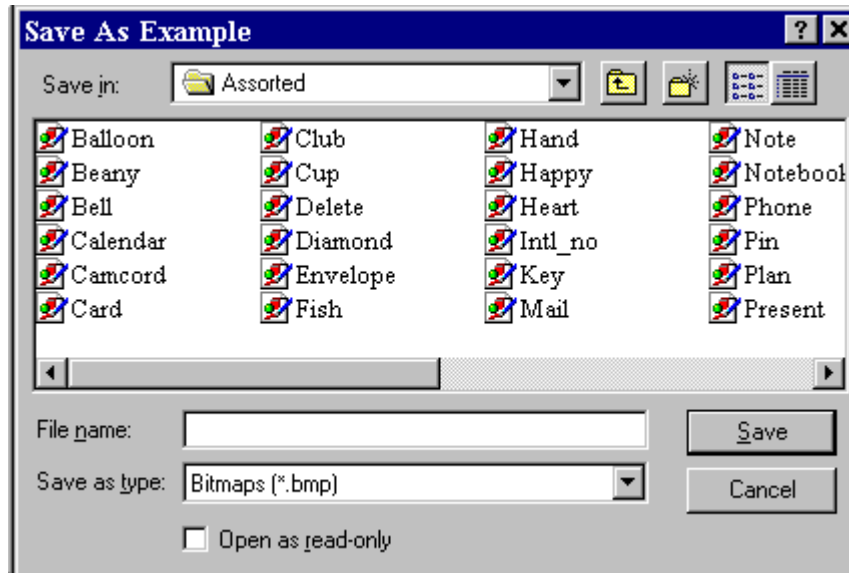 Save As Example
Save in: Assorted
Balloon Club Hand Note
Beany Cup Happy Notebook
Bell Delete Heart Phone
Calendar Diamond Intl_no Pin
Camcord Envelope Key Plan
Card Fish Mail Present
File name: Save
Save as type: Bitmaps (*.bmp) Cancel
Open as read-only